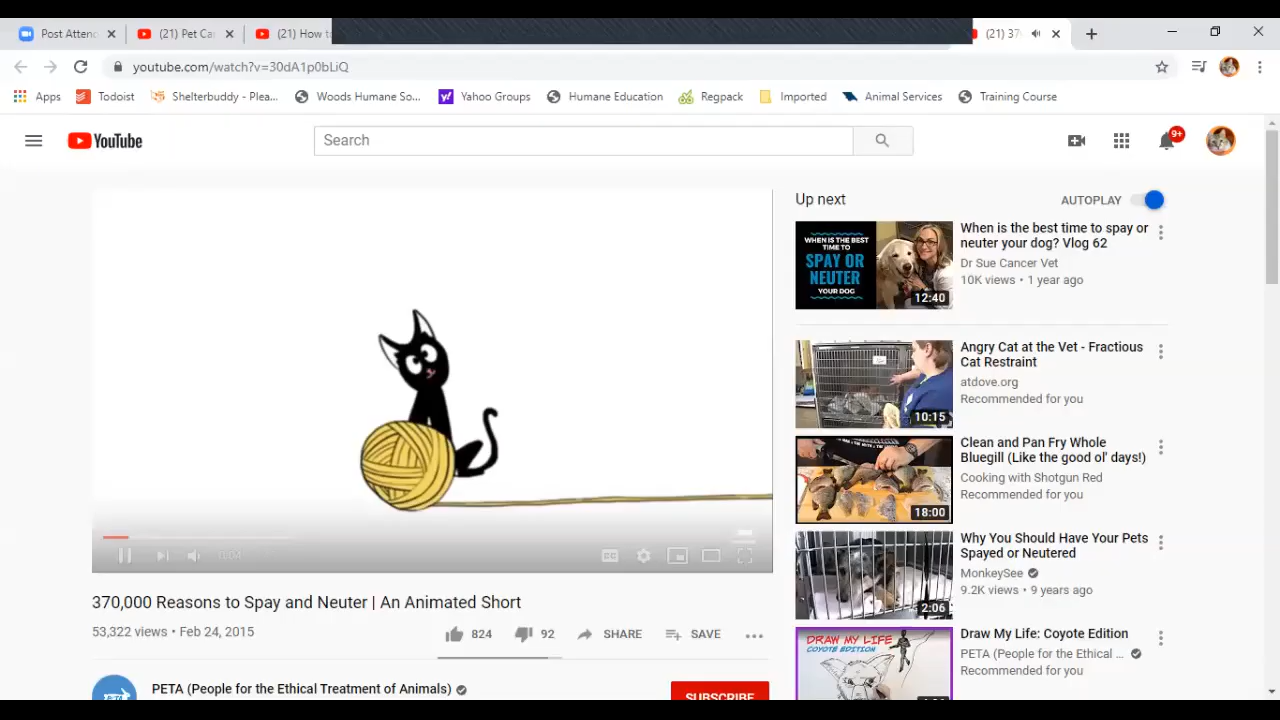 Post Attend
(21) Pet Ca
(21) How to
(21) 37
youtube.com/watch?v=30dA1p0bLiQ
Apps
Todoist
Shelterbuddy - Plea...
Woods Humane So...
Yahoo Groups
Humane Education
Regpack
Imported
Animal Services
Training Course
YouTube
Search
9+
Up next
AUTOPLAY
WHEN IS THE BEST
TIME TO
SPAY OR
NEUTER
YOUR DOG
12:40
When is the best time to spay or
neuter your dog? Vlog 62
Dr Sue Cancer Vet
10K views • 1 year ago
10:15
Angry Cat at the Vet - Fractious
Cat Restraint
atdove.org
Recommended for you
18:00
Clean and Pan Fry Whole
Bluegill (Like the good ol' days!)
Cooking with Shotgun Red
Recommended for you
2:06
Why You Should Have Your Pets
Spayed or Neutered
MonkeySee
9.2K views • 9 years ago
DRAW MY LIFE:
COYOTE EDITION
Draw My Life: Coyote Edition
PETA (People for the Ethical ...
Recommended for you
0:04
CC
370,000 Reasons to Spay and Neuter | An Animated Short
53,322 views • Feb 24, 2015
824
92
SHARE
SAVE
PETA (People for the Ethical Treatment of Animals)
SUBSCRIBE